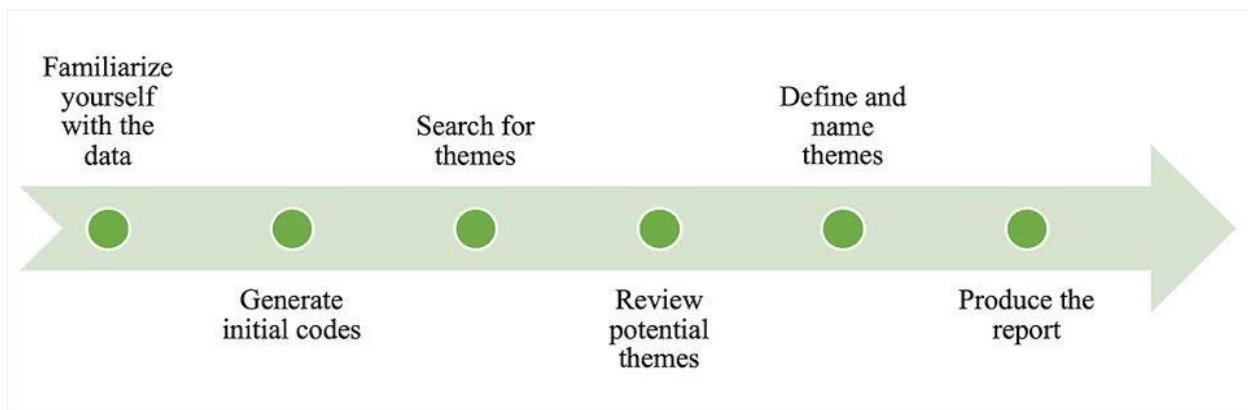 Familiarize
yourself
with the
data
Generate
initial codes
Search for
themes
Review
potential
themes
Define and
name
themes
Produce the
report